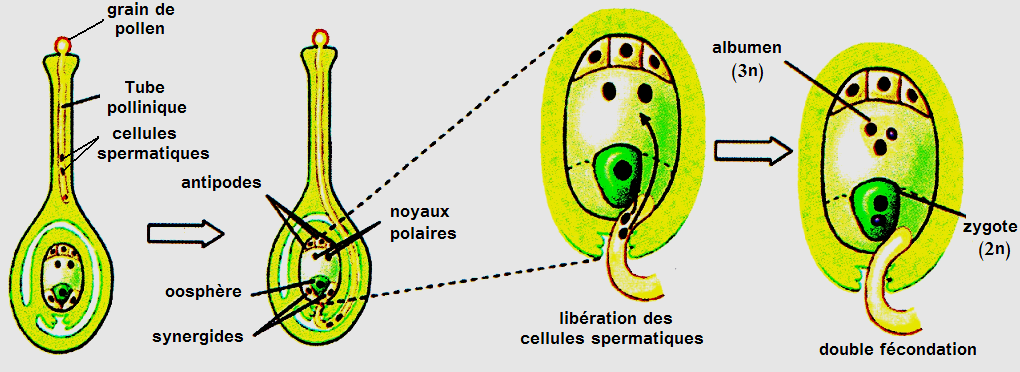 grain de
pollen
Tube
pollinique
cellules
spermatiques
antipodes
noyaux
polaires
oosphère
synergides
libération des
cellules spermatiques
albumen
(3n)
zygote
(2n)
double fécondation